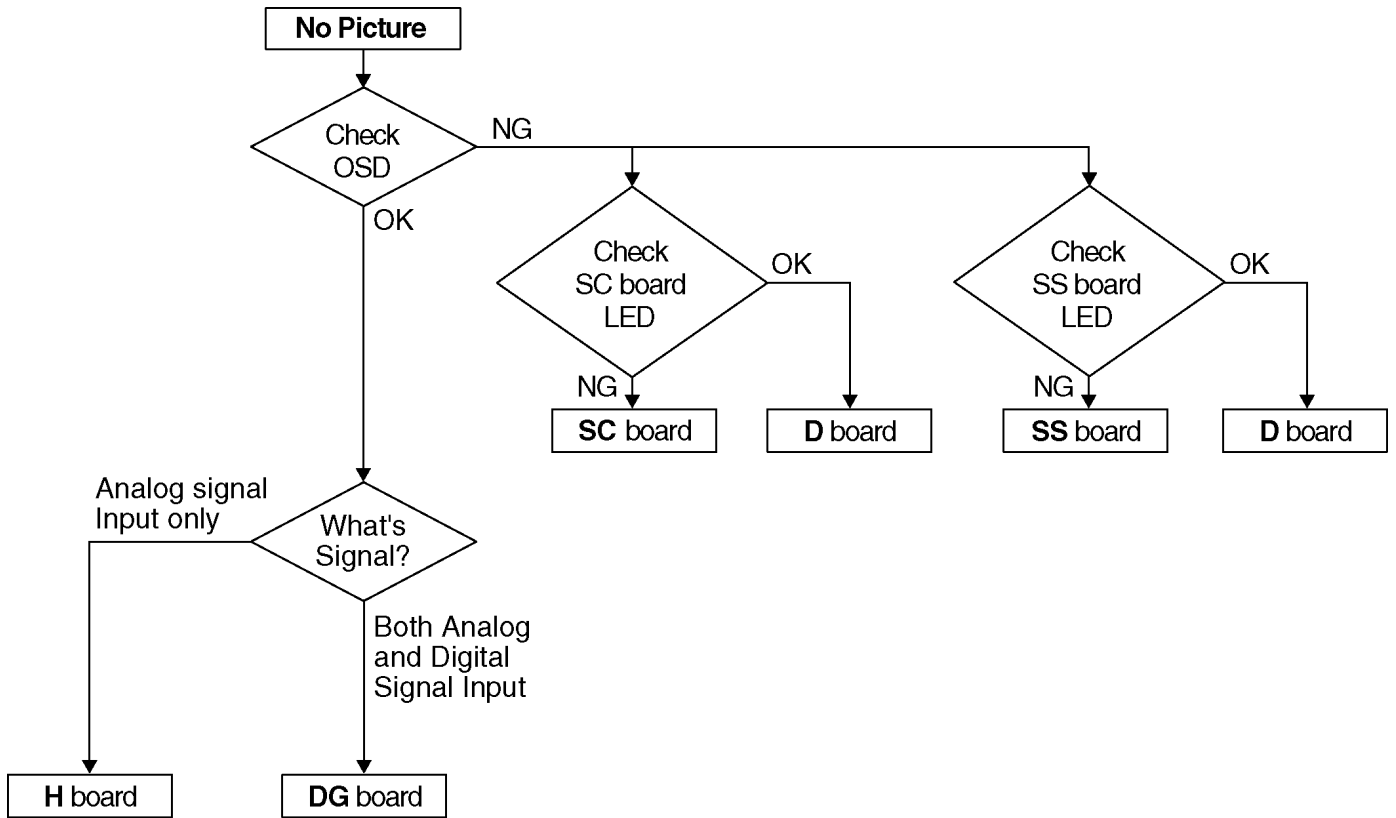 No Picture
Check
OSD
NG
OK
Check
SC board
LED
OK
NG
SC board
D board
Check
SS board
LED
OK
NG
SS board
D board
What's
Signal?
Analog signal
Input only
Both Analog
and Digital
Signal Input
H board
DG board